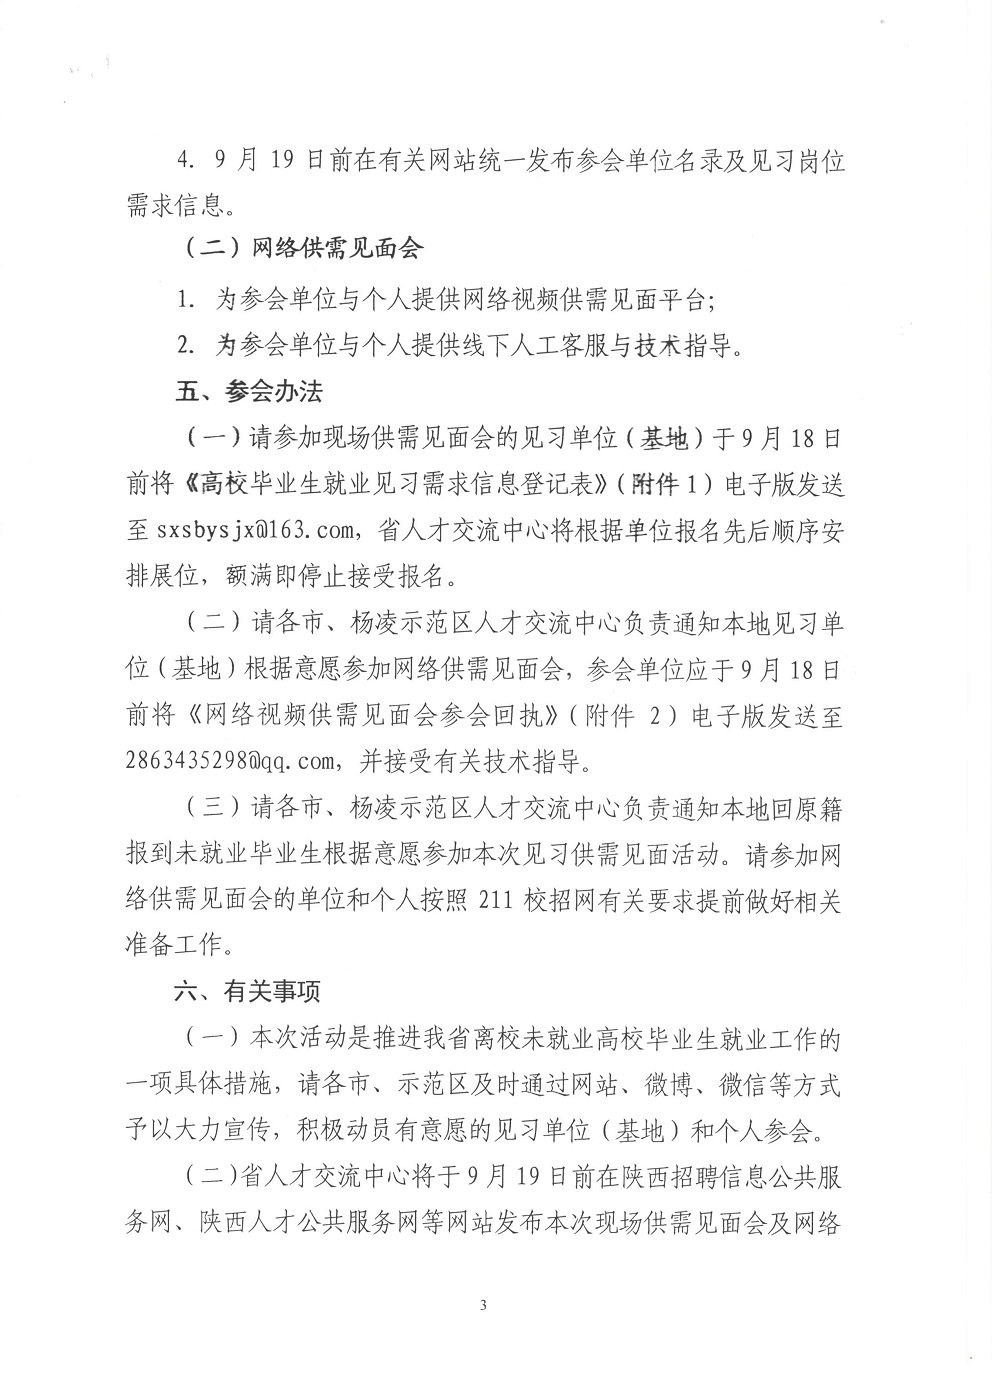 4. 9 月 19 日前在有关网站统一发布参会单位名录及见习岗位
需求信息。
（二）网络供需见面会
1. 为参会单位与个人提供网络视频供需见面平台；
2. 为参会单位与个人提供线下人工客服与技术指导。
五、参会办法
（一）请参加现场供需见面会的见习单位（基地）于 9 月 18 日
前将《高校毕业生就业见习需求信息登记表》（附件 1）电子版发送
至 sxsbysjx@163.com，省人才交流中心将根据单位报名先后顺序安
排展位，额满即停止接受报名。
（二）请各市、杨凌示范区人才交流中心负责通知本地见习单
位（基地）根据意愿参加网络供需见面会，参会单位应于 9 月 18 日
前将《网络视频供需见面会参会回执》（附件 2）电子版发送至
2863435298@qq.com，并接受有关技术指导。
（三）请各市、杨凌示范区人才交流中心负责通知本地回原籍
报到未就业毕业生根据意愿参加本次见习供需见面活动。请参加网
络供需见面会的单位和个人按照 211 校招网有关要求提前做好相关
准备工作。
六、有关事项
（一）本次活动是推进我省离校未就业高校毕业生就业工作的
一项具体措施，请各市、示范区及时通过网站、微博、微信等方式
予以大力宣传，积极动员有意愿的见习单位（基地）和个人参会。
（二）省人才交流中心将于 9 月 19 日前在陕西招聘信息公共服
务网、陕西人才公共服务网等网站发布本次现场供需见面会及网络
3